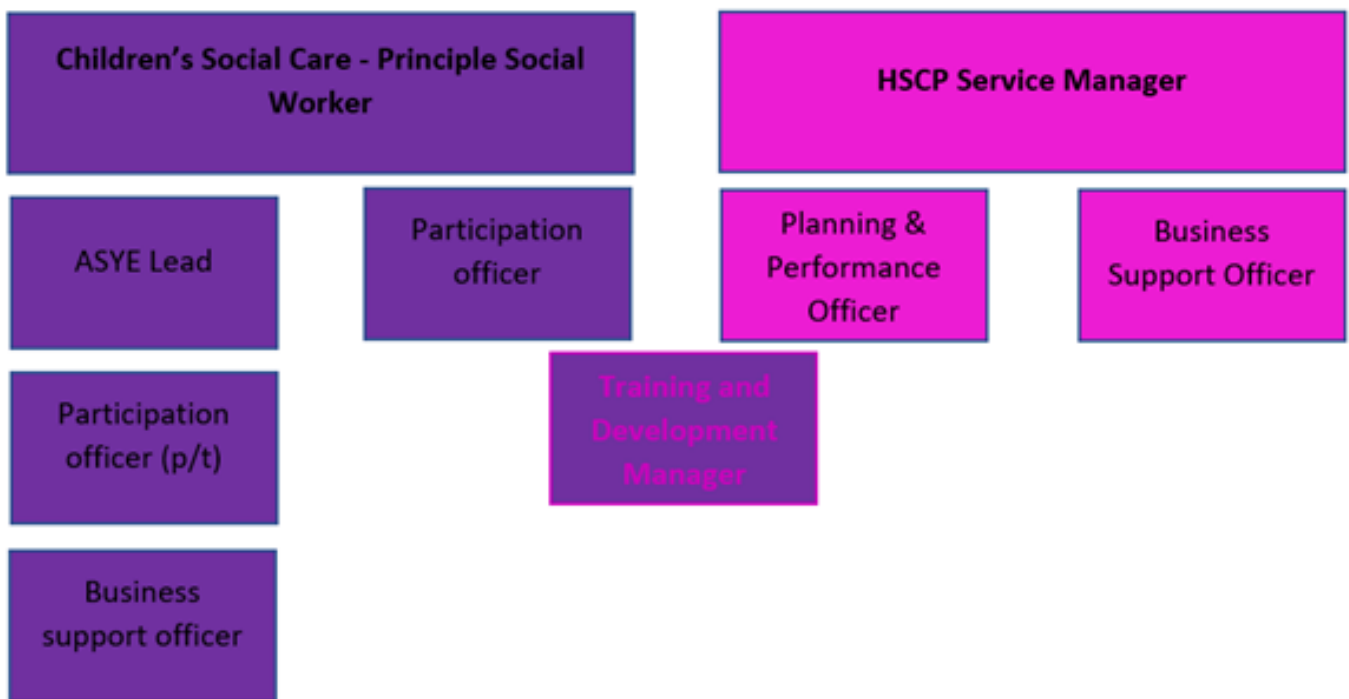 Children’s Social Care - Principle Social
Worker
HSCP Service Manager
ASYE Lead
Participation
officer
Planning &
Performance
Officer
Business
Support Officer
Participation
officer (p/t)
Training and
Development
Manager
Business
support officer